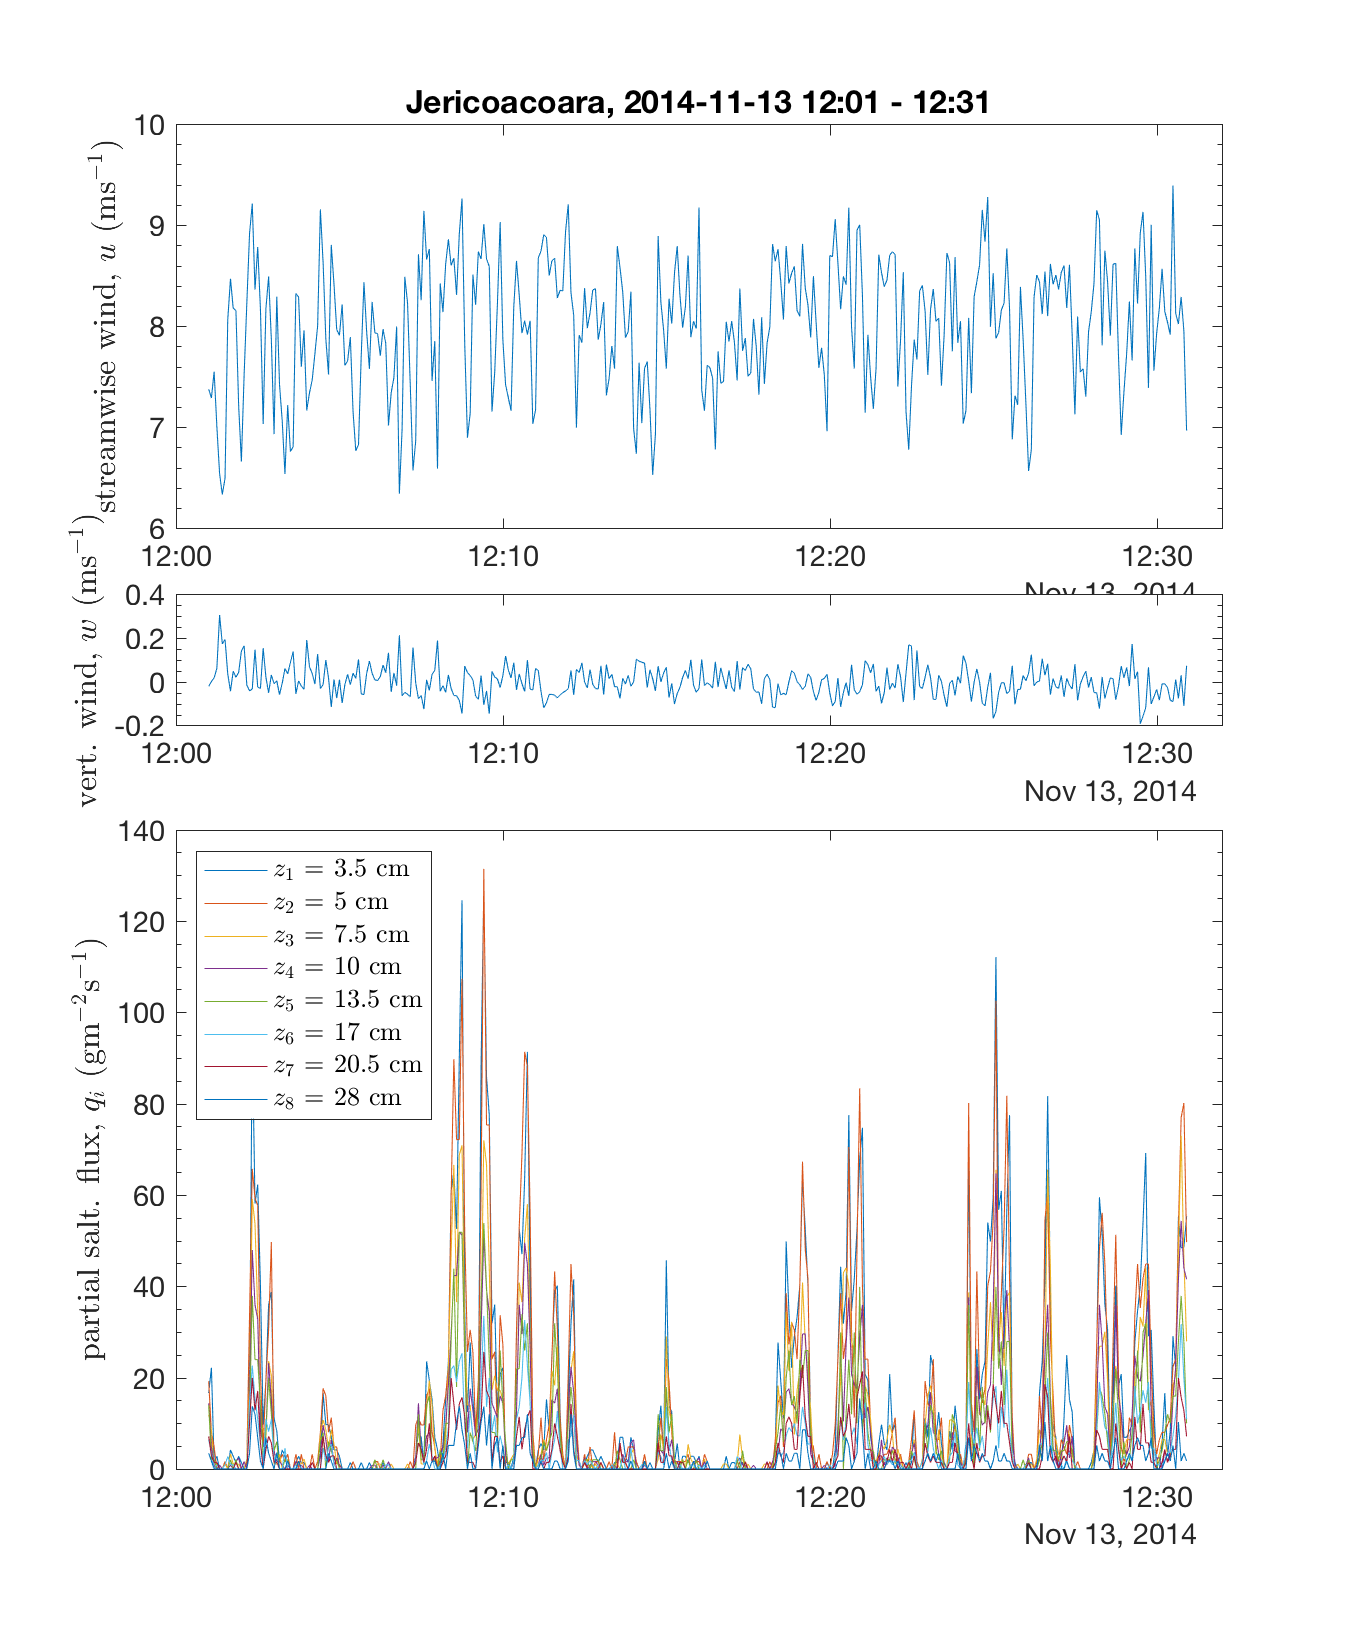 Jericoacoara, 2014-11-13 12:01 - 12:31
streamwise wind, u (ms⁻¹)
10
9
8
7
6
12:00 12:10 12:20 12:30
Nov 13, 2014
vert. wind, w (ms⁻¹)
0.4
0.2
0
-0.2
12:00 12:10 12:20 12:30
Nov 13, 2014
partial salt. flux, qᵢ (gm⁻²s⁻¹)
140
120
100
80
60
40
20
0
z₁ = 3.5 cm
z₂ = 5 cm
z₃ = 7.5 cm
z₄ = 10 cm
z₅ = 13.5 cm
z₆ = 17 cm
z₇ = 20.5 cm
z₈ = 28 cm
12:00 12:10 12:20 12:30
Nov 13, 2014